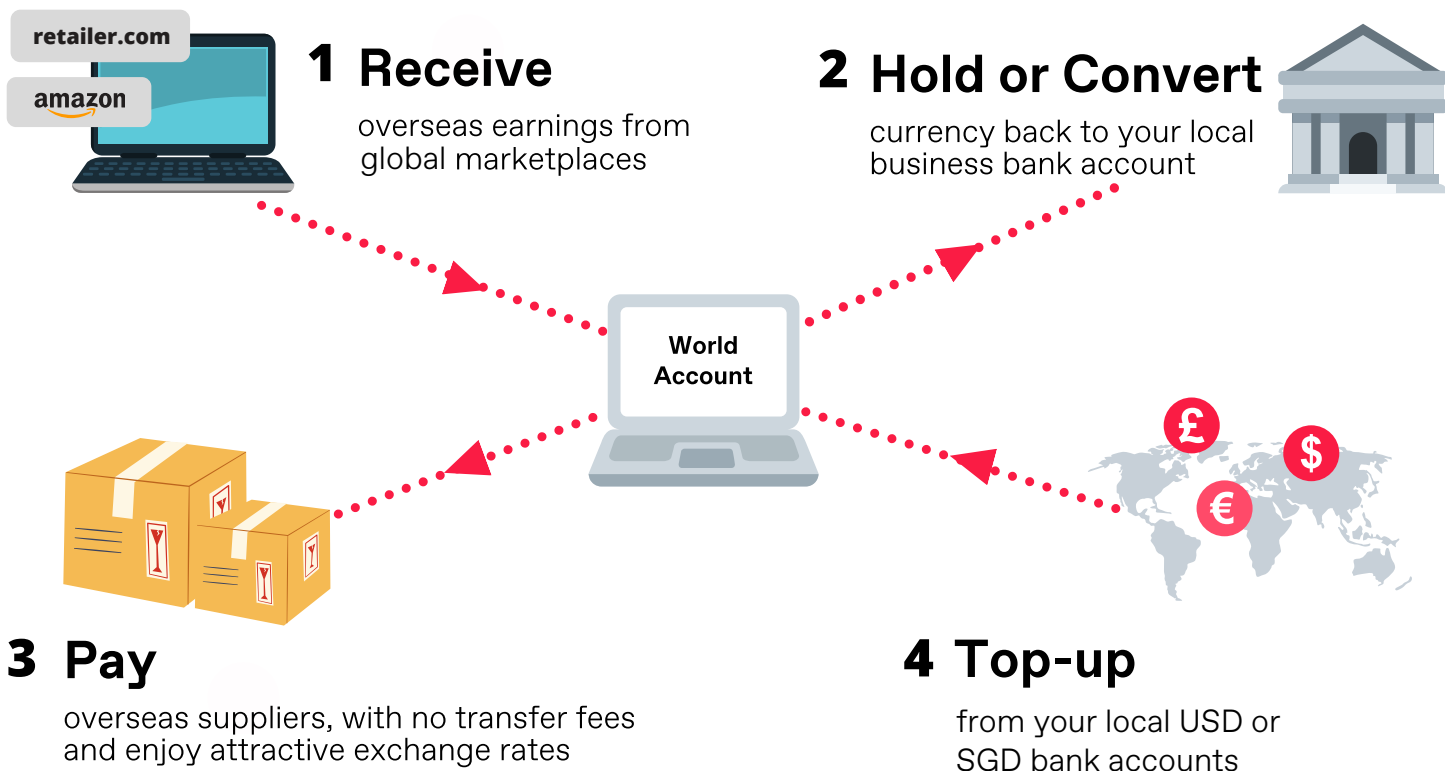 retailer.com
amazon
1 Receive
overseas earnings from
global marketplaces
2 Hold or Convert
currency back to your local
business bank account
World
Account
£
$
€
3 Pay
overseas suppliers, with no transfer fees
and enjoy attractive exchange rates
4 Top-up
from your local USD or
SGD bank accounts